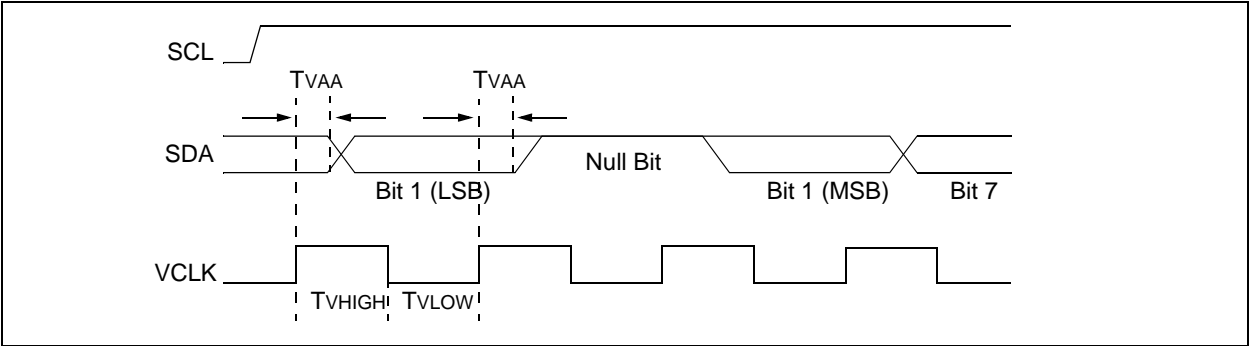 SCL
TVAA TVAA
SDA
Null Bit
Bit 1 (LSB) Bit 1 (MSB) Bit 7
VCLK
TVHIGH TVLOW